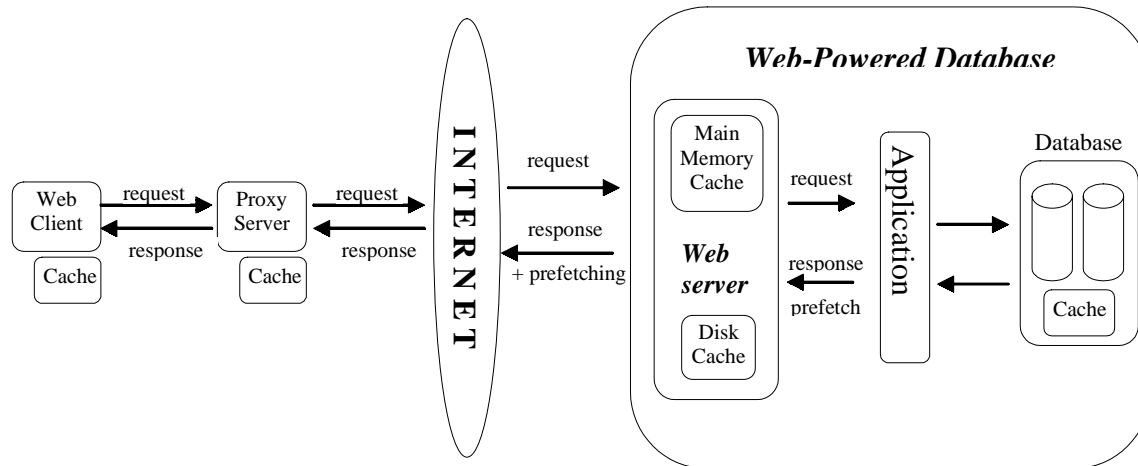 Web-Powered Database
Web
Client
Cache
request
response
Proxy
Server
Cache
request
response
INTERNET
request
response
+ prefetching
Main
Memory
Cache
Web
server
Disk
Cache
request
response
prefetch
Application
Database
Cache